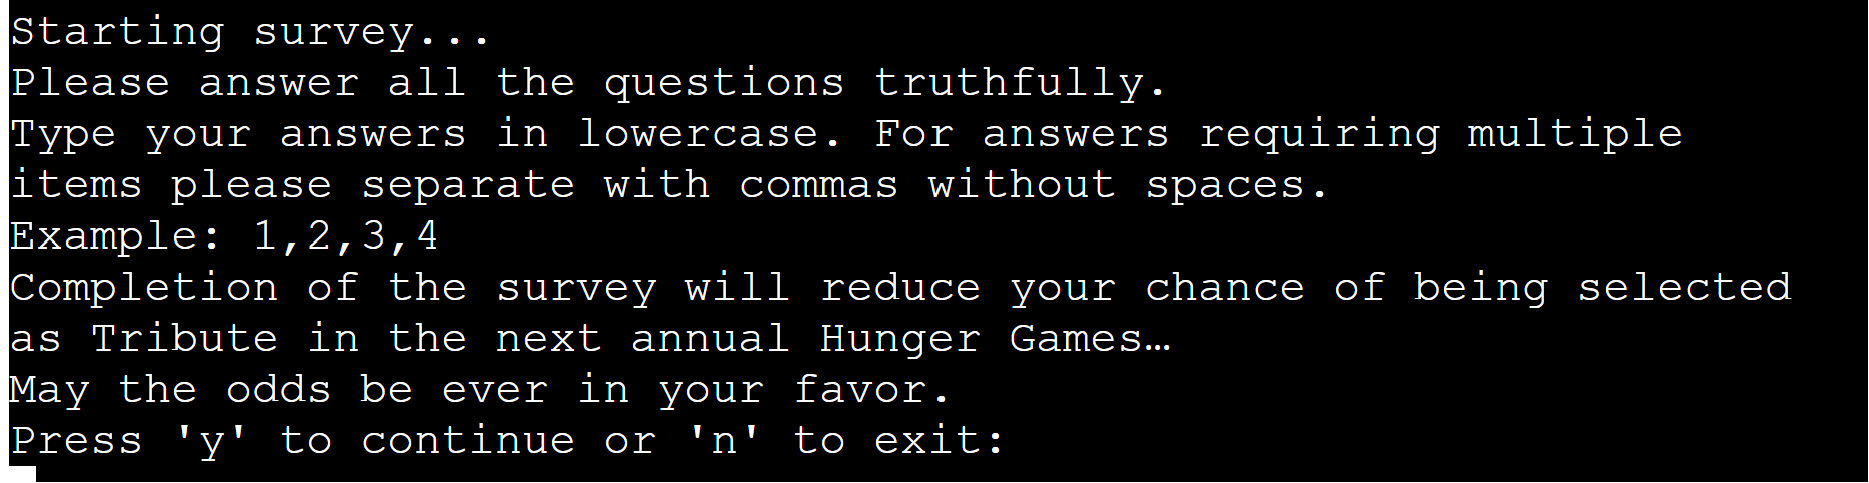 Starting survey...
Please answer all the questions truthfully.
Type your answers in lowercase. For answers requiring multiple
items please separate with commas without spaces.
Example: 1,2,3,4
Completion of the survey will reduce your chance of being selected
as Tribute in the next annual Hunger Games…
May the odds be ever in your favor.
Press 'y' to continue or 'n' to exit: